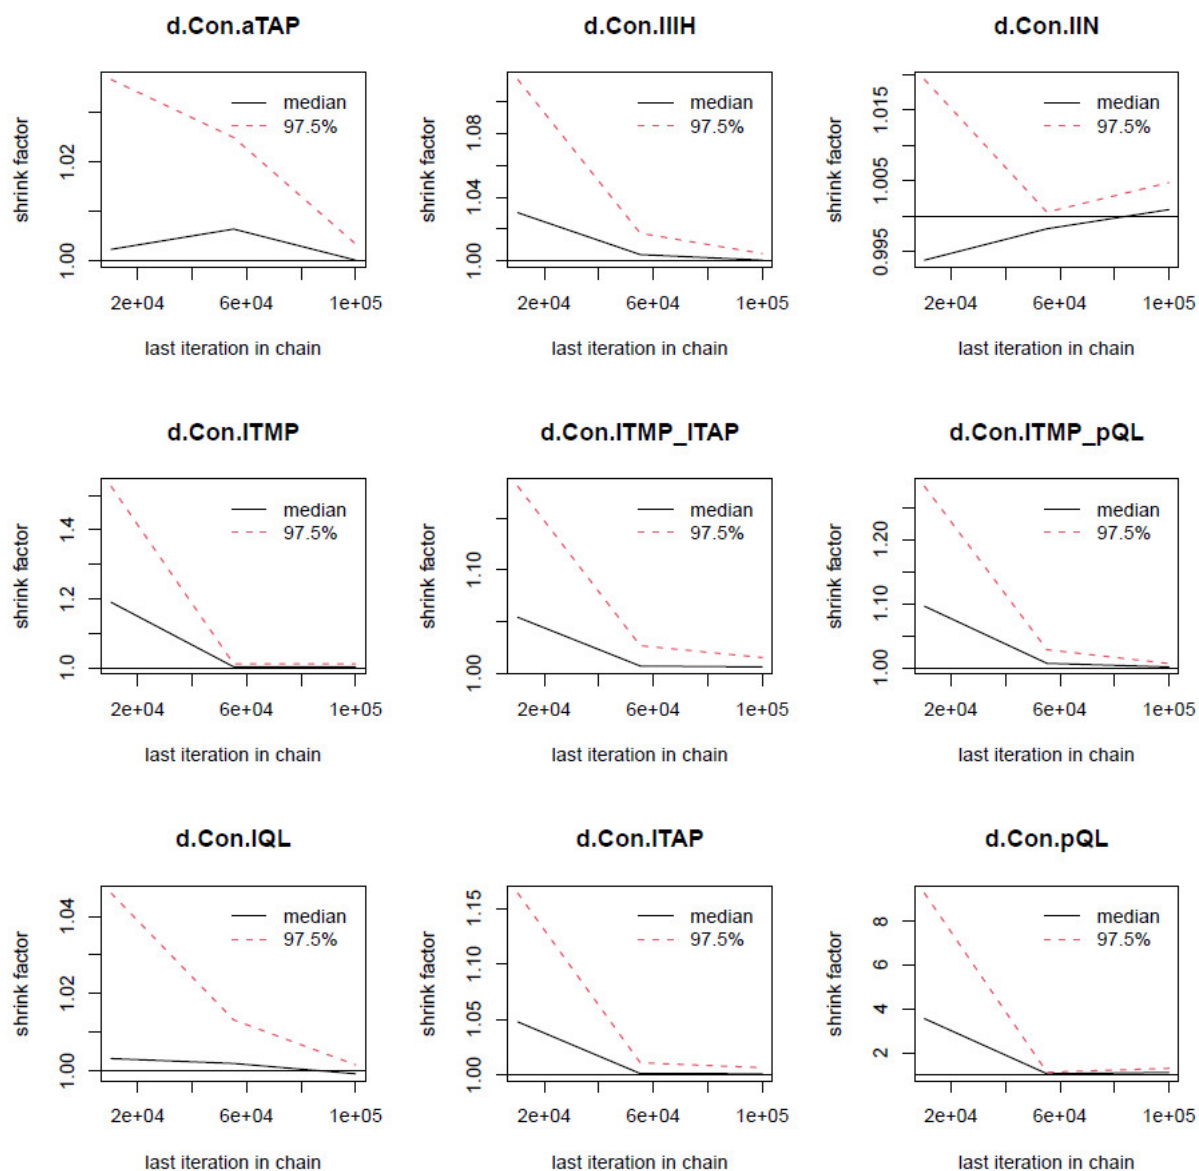 d.Con.aTAP
shrink factor
1.00 1.02
median
97.5%
2e+04 6e+04 1e+05
last iteration in chain
d.Con.IIIH
shrink factor
1.00 1.04 1.08
median
97.5%
2e+04 6e+04 1e+05
last iteration in chain
d.Con.IIN
shrink factor
0.995 1.005 1.015
median
97.5%
2e+04 6e+04 1e+05
last iteration in chain
d.Con.ITMP
shrink factor
1.0 1.2 1.4
median
97.5%
2e+04 6e+04 1e+05
last iteration in chain
d.Con.ITMP_ITAP
shrink factor
1.00 1.10
median
97.5%
2e+04 6e+04 1e+05
last iteration in chain
d.Con.ITMP_pQL
shrink factor
1.00 1.10 1.20
median
97.5%
2e+04 6e+04 1e+05
last iteration in chain
d.Con.IQL
shrink factor
1.00 1.02 1.04
median
97.5%
2e+04 6e+04 1e+05
last iteration in chain
d.Con.ITAP
shrink factor
1.00 1.05 1.10 1.15
median
97.5%
2e+04 6e+04 1e+05
last iteration in chain
d.Con.pQL
shrink factor
2 4 6 8
median
97.5%
2e+04 6e+04 1e+05
last iteration in chain